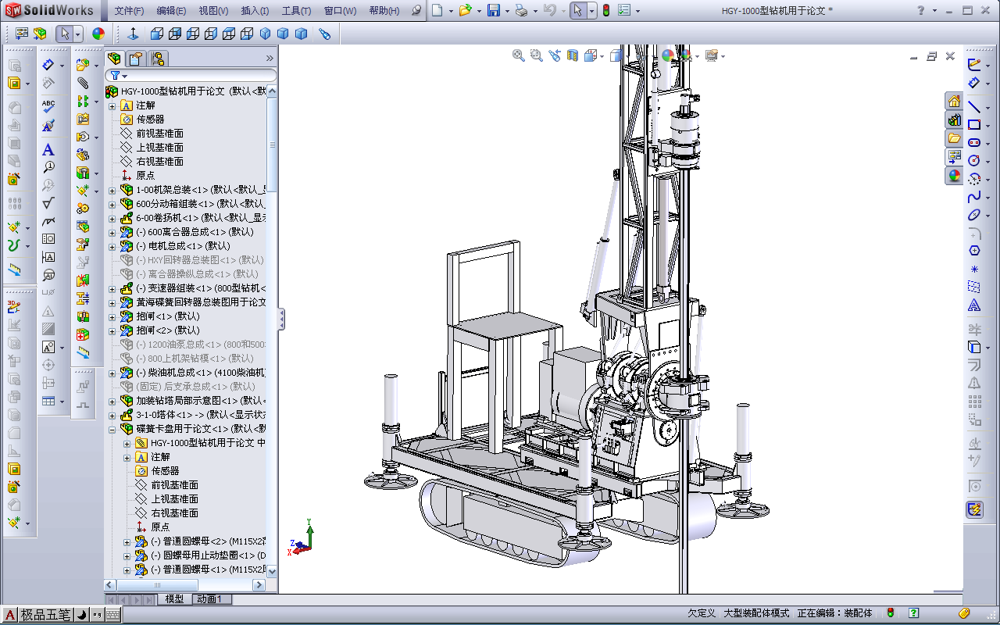 SolidWorks
文件(F) 编辑(E) 视图(V) 插入(I) 工具(T) 窗口(W) 帮助(H)
HGY-1000型钻机用于论文 *
HGY-1000型钻机用于论文 (默认<默
注解
传感器
前视基准面
上视基准面
右视基准面
原点
1-00机架总装<1> (默认<默认_
600分动箱组装<1> (默认<默认
6-00卷扬机<1> (默认<默认_显示
(-) 600离合器总成<1> (默认)
(-) 电机总成<1> (默认)
(-) HXY回转器总装图<1> (默认)
(-) 离合器操纵总成<1> (默认)
(-) 变速器组装<1> (800型钻机<
黄海碟簧回转器总装图用于论文
抱闸<1> (默认)
抱闸<2> (默认)
(-) 1200油泵总成<1> (800和500
(-) 800上机架钻模<1> (默认)
(-) 柴油机总成<1> (4100柴油机
(固定) 后支承总成<1> (默认)
加装钻塔局部示意图<1> (默认<
3-1-0塔体<1> -> (默认<显示状
碟簧卡盘用于论文<1> (默认<默
HGY-1000型钻机用于论文 中
注解
传感器
前视基准面
上视基准面
右视基准面
原点
(-) 普通圆螺母<2> (M115X2
(-) 圆螺母用止动垫圈<1> (D
(-) 普通圆螺母<1> (M115X2
模型 动画1
欠定义 大型装配体模式 正在编辑：装配体
A 极品五笔
ABC
3D
Y
Z
X